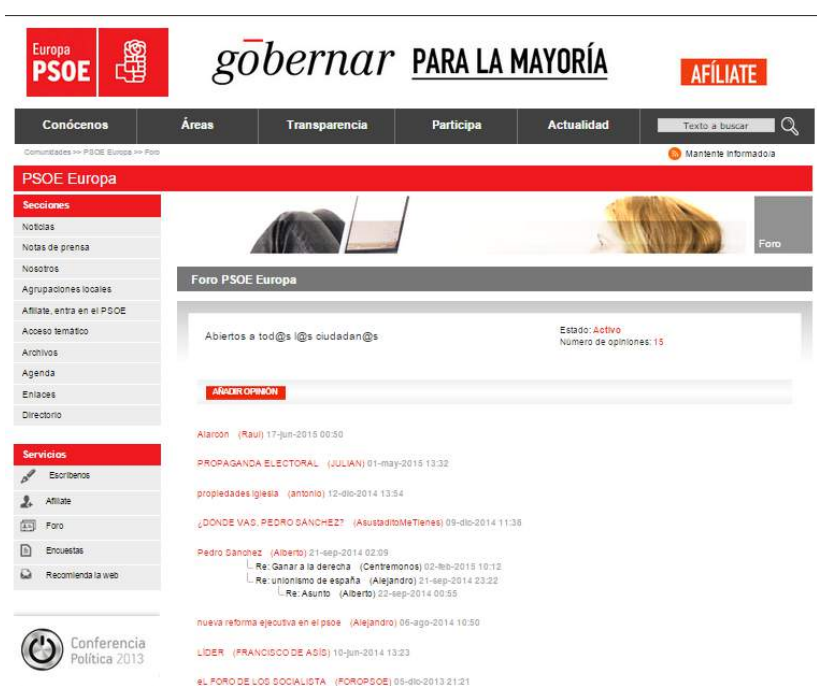 Europa
PSOE
gobernar PARA LA MAYORÍA
AFÍLIATE
Conócenos Áreas Transparencia Participa Actualidad Texto a buscar
Comunidades >> PSOE Europa >> Foro
Mantente informado/a
PSOE Europa
Secciones
Noticias
Notas de prensa
Nosotros
Agrupaciones locales
Afíliate, entra en el PSOE
Acceso temático
Archivos
Agenda
Enlaces
Directorio
Servicios
Escríbenos
Afíliate
Foro
Encuestas
Recomienda la web
Conferencia
Política 2013
Foro
Foro PSOE Europa
Abiertos a tod@s l@s ciudadan@s
Estado: Activo
Número de opiniones: 15
AÑADIR OPINIÓN
Alarcón (Raul) 17-jun-2015 00:50
PROPAGANDA ELECTORAL (JULIAN) 01-may-2015 13:32
propiedades iglesia (antonio) 12-dic-2014 13:54
¿DÓNDE VAS, PEDRO SÁNCHEZ? (AsustaditoMeTienes) 09-dic-2014 11:38
Pedro Sánchez (Alberto) 21-sep-2014 02:09
Re: Ganar a la derecha (Centremonos) 02-feb-2015 10:12
Re: unionismo de españa (Alejandro) 21-sep-2014 23:22
Re: Asunto (Alberto) 22-sep-2014 00:55
nueva reforma ejecutiva en el psoe (Alejandro) 06-ago-2014 10:50
LÍDER (FRANCISCO DE ASÍS) 10-jun-2014 13:23
eL FORO DE LOS SOCIALISTA (FOROPSOE) 05-dic-2013 21:21